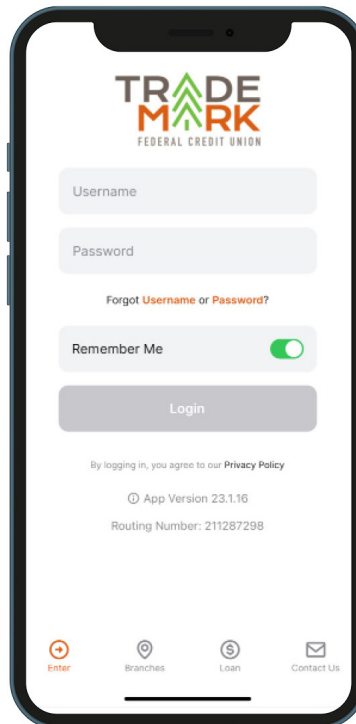 TRADE
MARK
FEDERAL CREDIT UNION
Username
Password
Forgot Username or Password?
Remember Me
Login
By logging in, you agree to our Privacy Policy
App Version 23.1.16
Routing Number: 211287298
Enter Branches Loan Contact Us